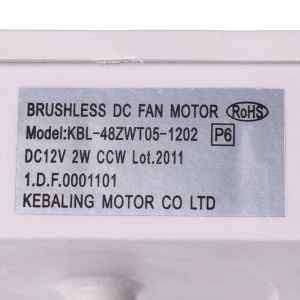 BRUSHLESS DC FAN MOTOR RoHS
Model:KBL-48ZWT05-1202 P6
DC12V 2W CCW Lot.2011
1.D.F.0001101
KEBALING MOTOR CO LTD